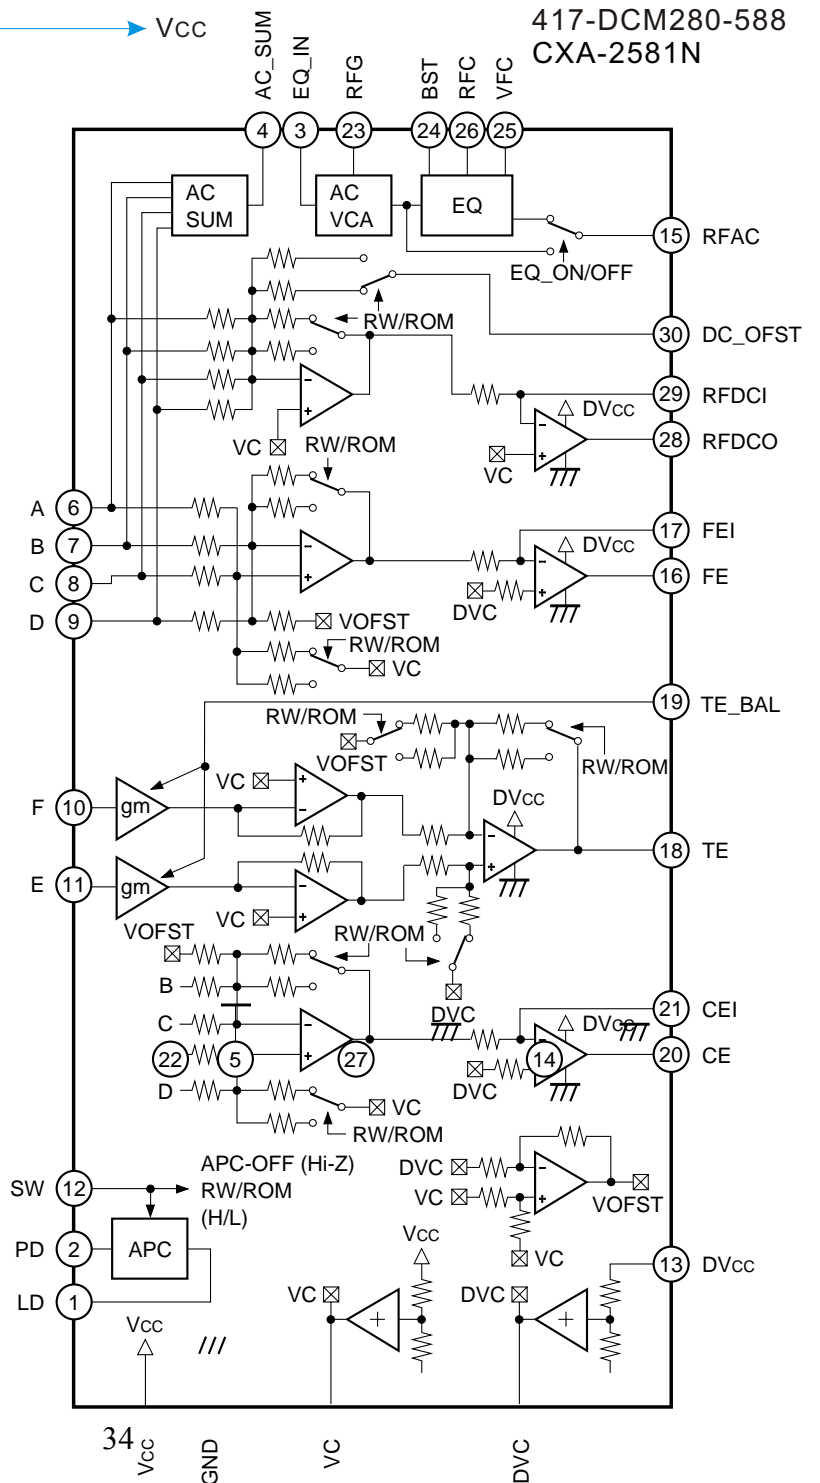 417-DCM280-588
CXA-2581N
VCC
AC_SUM
EQ_IN
RFG
BST
RFC
VFC
4
3
23
24
26
25
AC SUM
AC VCA
EQ
15 RFAC
EQ_ON/OFF
RW/ROM
30 DC_OFST
29 RFDCI
DVCC
28 RFDCO
VC
VC
RW/ROM
A 6
B 7
C 8
D 9
17 FEI
DVCC
16 FE
DVC
VOFST
RW/ROM
VC
19 TE_BAL
RW/ROM
VOFST
RW/ROM
F 10
gm
VC
DVCC
18 TE
E 11
gm
VC
VOFST
RW/ROM
B
C
22
5
27
D
DVC
21 CEI
DVCC
14
20 CE
DVC
VC
RW/ROM
SW 12
APC-OFF (Hi-Z)
RW/ROM
(H/L)
DVC
VC
VOFST
VC
PD 2
APC
LD 1
VCC
VCC
VC
DVC
13 DVCC
34
VCC
GND
VC
DVC